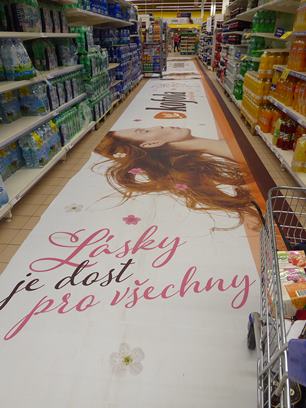 Lásky
je dost
pro všechny